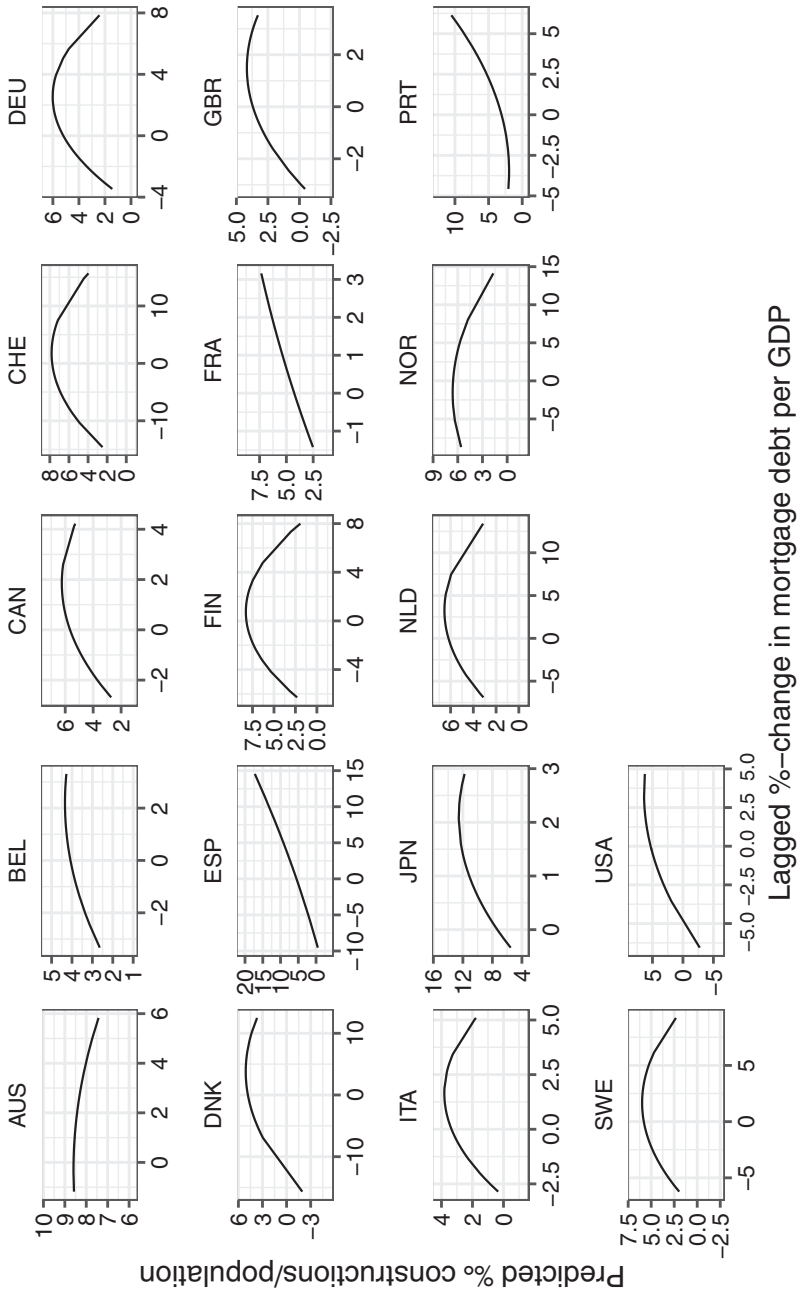 Predicted ‰ constructions/population
AUS
10
9
8
7
6
0 2 4 6
BEL
5
4
3
2
1
−2 0 2
CAN
6
4
2
−2 0 2 4
CHE
8
6
4
2
0
−10 0 10
DEU
6
4
2
0
−4 0 4 8
DNK
6
3
0
−3
−10 0 10
ESP
20
15
10
5
0
−10 −5 0 5 10 15
FIN
7.5
5.0
2.5
0.0
−4 0 4 8
FRA
7.5
5.0
2.5
−1 0 1 2 3
GBR
5.0
2.5
0.0
−2.5
−2 0 2
ITA
4
2
0
−2.5 0.0 2.5 5.0
JPN
16
12
8
4
0 1 2 3
NLD
6
4
2
0
−5 0 5 10
NOR
9
6
3
0
−5 0 5 10 15
PRT
10
5
0
−5 −2.5 0 2.5 5
SWE
7.5
5.0
2.5
0.0
−2.5
−5 0 5
USA
5
0
−5
−5.0 −2.5 0.0 2.5 5.0
Lagged %−change in mortgage debt per GDP